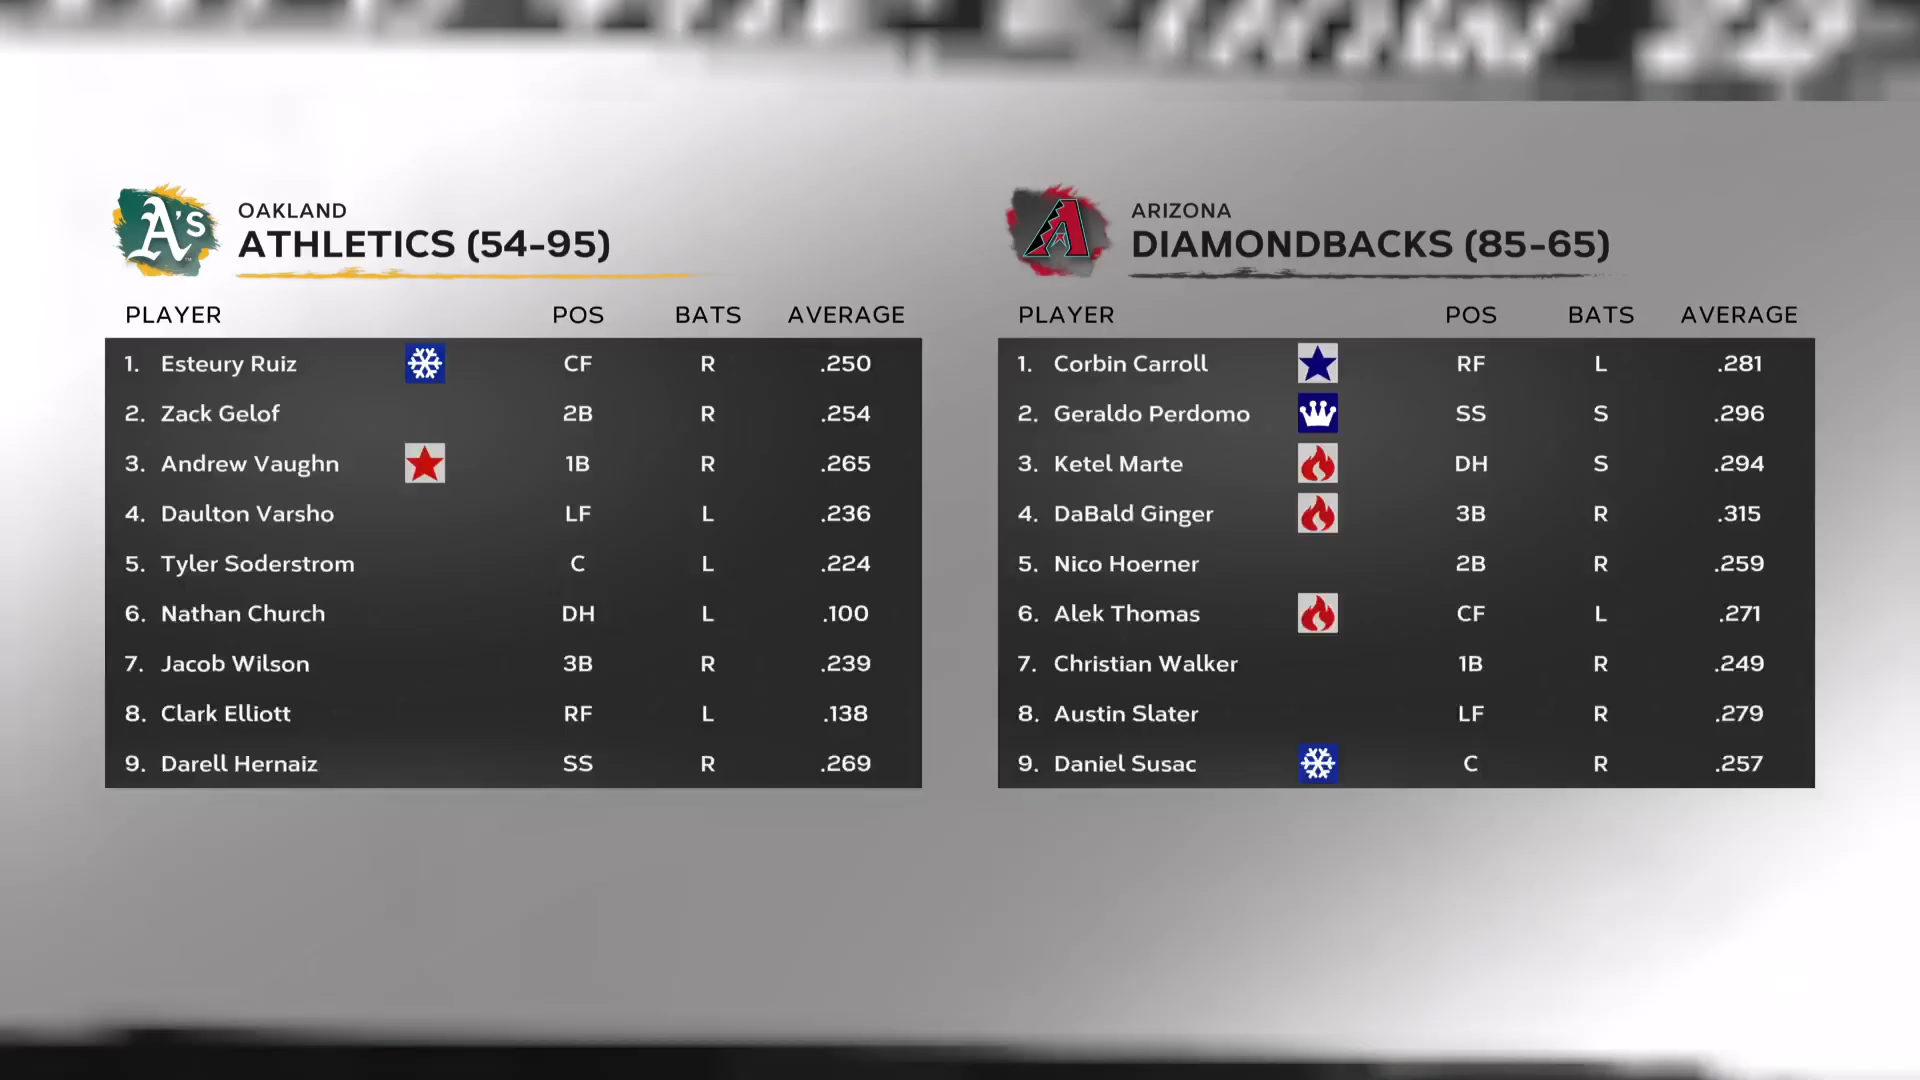 A's
OAKLAND
ATHLETICS (54-95)
PLAYER POS BATS AVERAGE
1. Esteury Ruiz CF R .250
2. Zack Gelof 2B R .254
3. Andrew Vaughn 1B R .265
4. Daulton Varsho LF L .236
5. Tyler Soderstrom C L .224
6. Nathan Church DH L .100
7. Jacob Wilson 3B R .239
8. Clark Elliott RF L .138
9. Darell Hernaiz SS R .269
A
ARIZONA
DIAMONDBACKS (85-65)
PLAYER POS BATS AVERAGE
1. Corbin Carroll RF L .281
2. Geraldo Perdomo SS S .296
3. Ketel Marte DH S .294
4. DaBald Ginger 3B R .315
5. Nico Hoerner 2B R .259
6. Alek Thomas CF L .271
7. Christian Walker 1B R .249
8. Austin Slater LF R .279
9. Daniel Susac C R .257